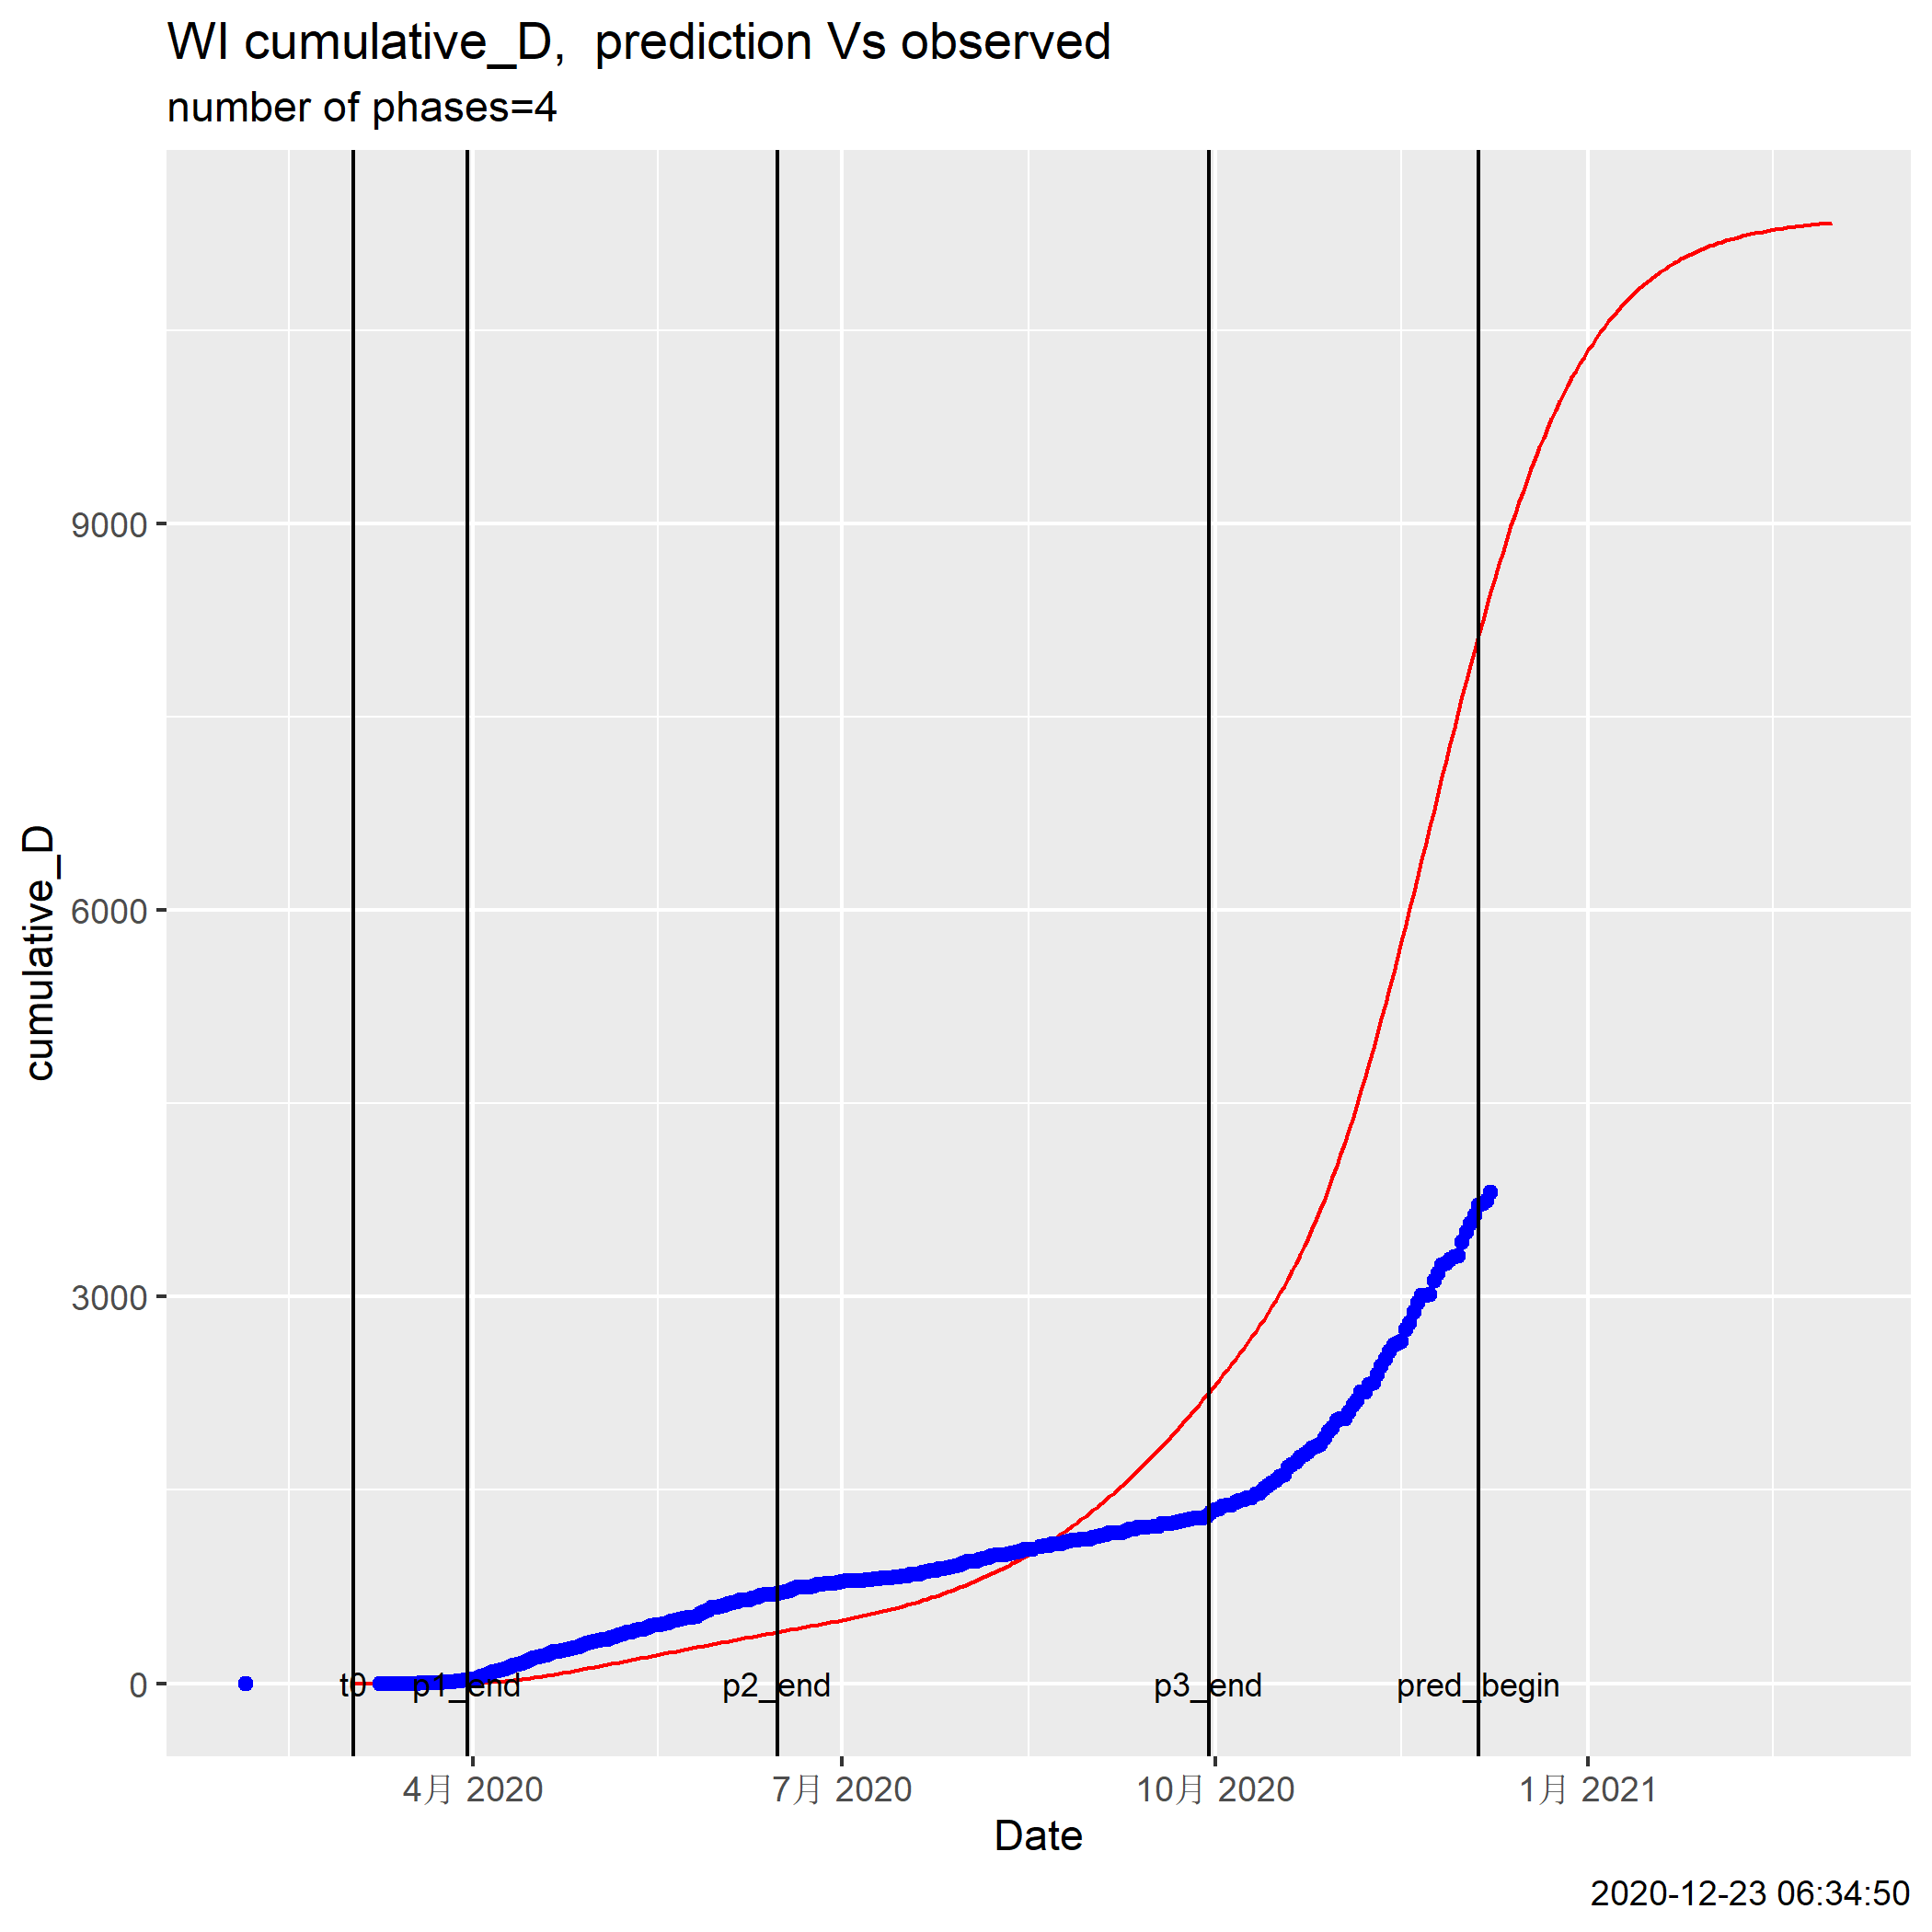 WI cumulative_D,  prediction Vs observed
number of phases=4
cumulative_D
9000
6000
3000
0
t0
p1_end
p2_end
p3_end
pred_begin
4月 2020
7月 2020
10月 2020
1月 2021
Date
2020-12-23 06:34:50